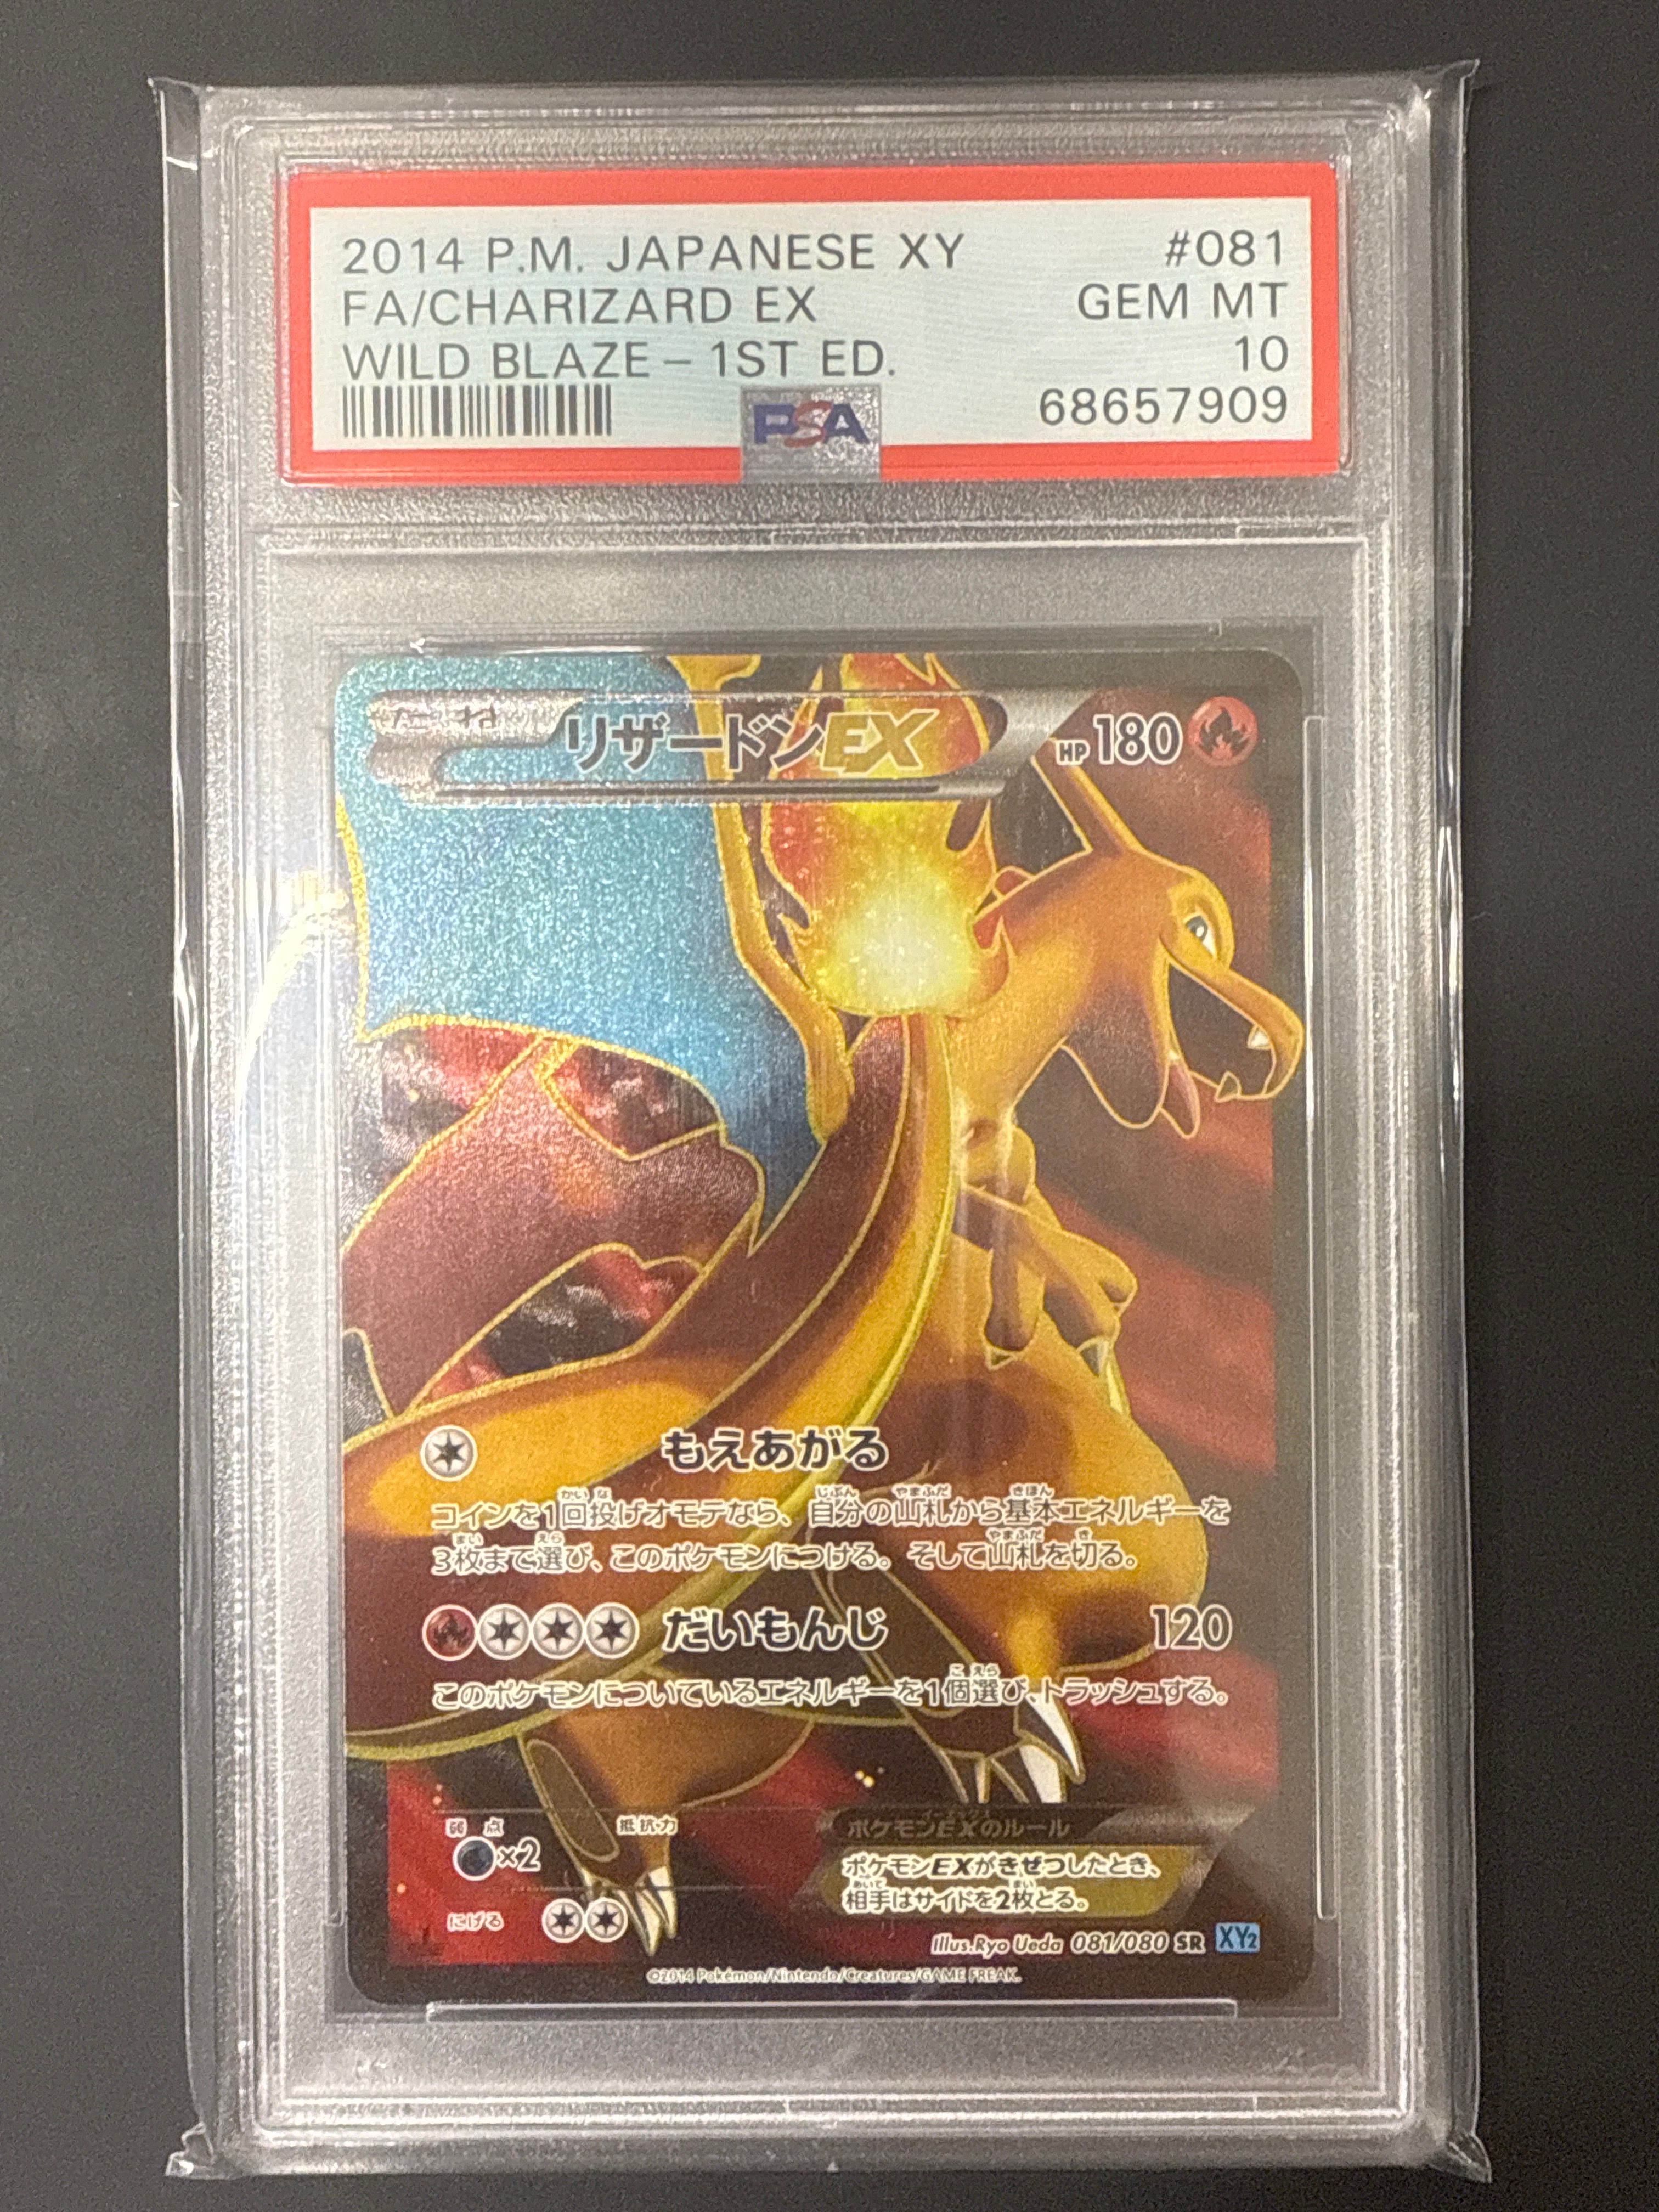 2014 P.M. JAPANESE XY #081
FA/CHARIZARD EX GEM MT
WILD BLAZE – 1ST ED. 10
PSA 68657909
リザードンEX HP180
もえあがる
コインを1回投げオモテなら、自分の山札から基本エネルギーを
3枚まで選び、このポケモンにつける。そして山札を切る。
だいもんじ 120
このポケモンについているエネルギーを1個選び、トラッシュする。
弱点 抵抗力
×2
にげる
ポケモンEXのルール
ポケモンEXがきぜつしたとき、
相手はサイドを2枚とる。
Illus.Ryo Ueda 081/080 SR XY2
©2014 Pokémon/Nintendo/Creatures/GAME FREAK.